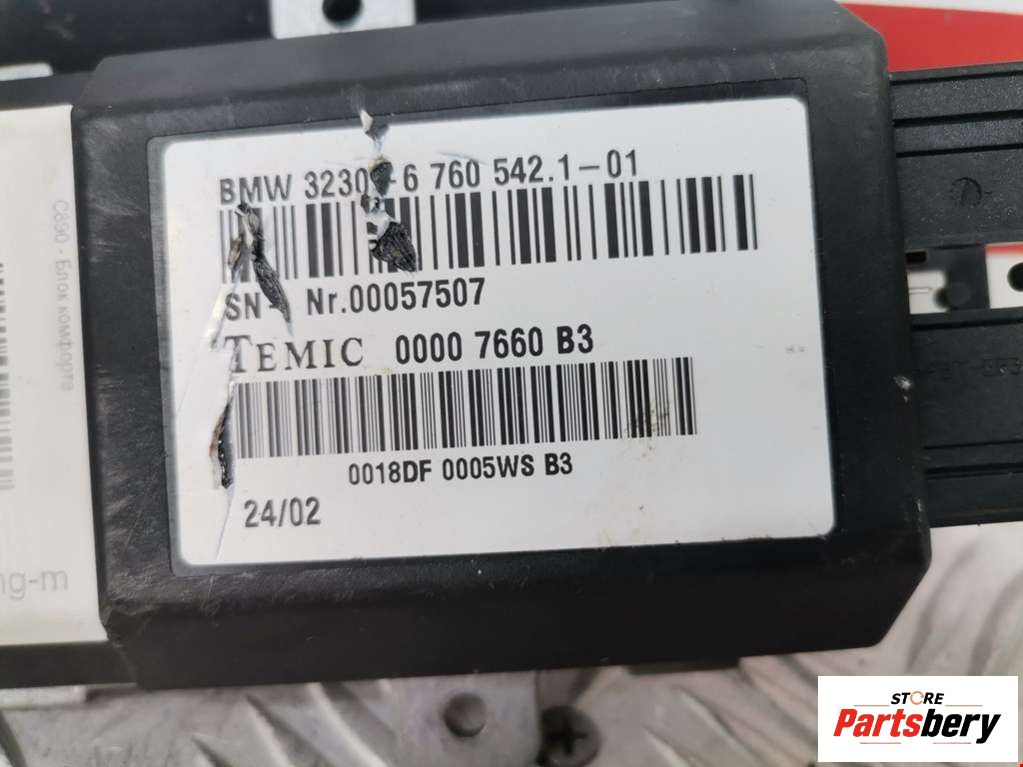 BMW 3230 -6 760 542.1-01
SN- Nr.00057507
TEMIC 0000 7660 B3
0018DF 0005WS B3
24/02
C890 - Блок комфорта
ng-m
STORE
Partsbery